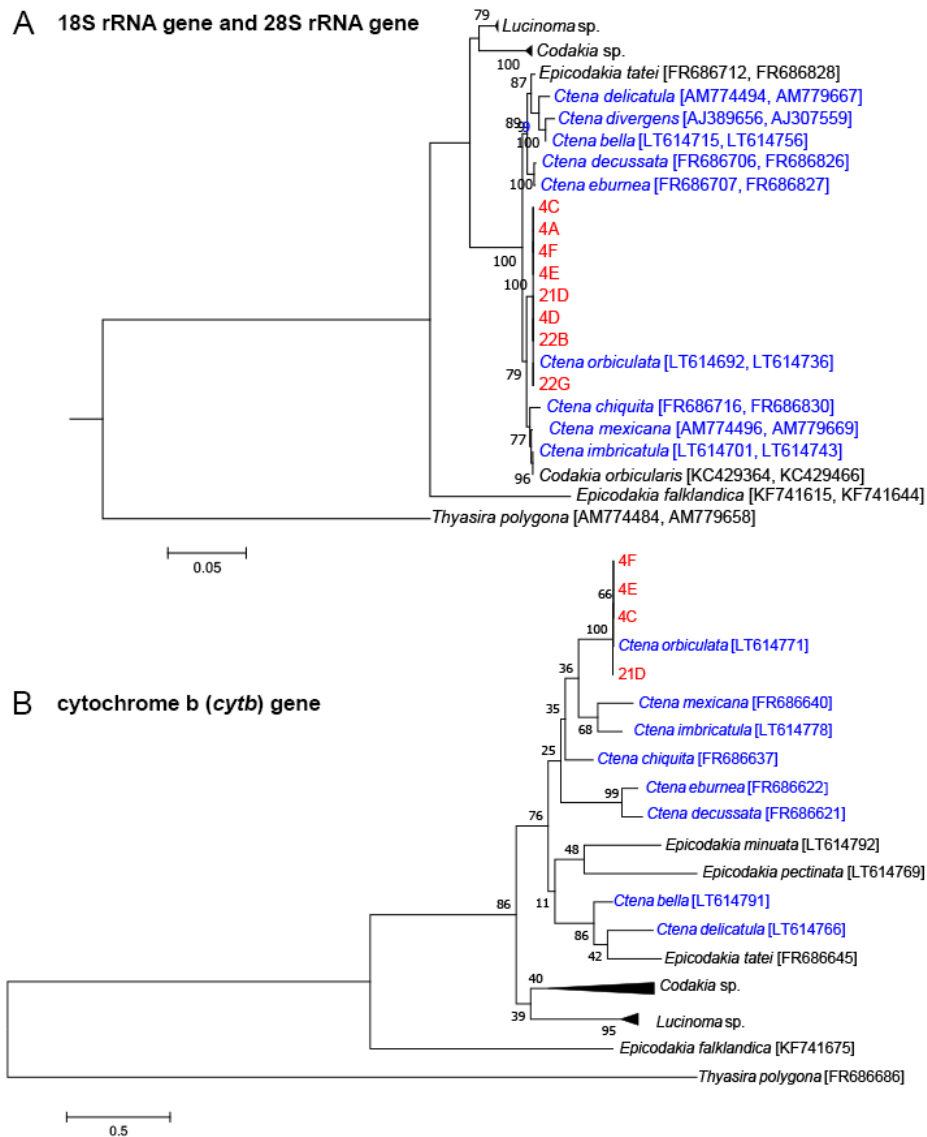 A 18S rRNA gene and 28S rRNA gene
79
Lucinoma sp.
Codakia sp.
100
87
Epicodakia tatei [FR686712, FR686828]
Ctena delicatula [AM774494, AM779667]
89
Ctena divergens [AJ389656, AJ307559]
100
Ctena bella [LT614715, LT614756]
Ctena decussata [FR686706, FR686826]
100
Ctena eburnea [FR686707, FR686827]
4C
4A
4F
100
4E
100
21D
4D
22B
Ctena orbiculata [LT614692, LT614736]
79
22G
Ctena chiquita [FR686716, FR686830]
Ctena mexicana [AM774496, AM779669]
77
Ctena imbricatula [LT614701, LT614743]
96
Codakia orbicularis [KC429364, KC429466]
Epicodakia falklandica [KF741615, KF741644]
Thyasira polygona [AM774484, AM779658]
0.05
4F
66
4E
4C
100
Ctena orbiculata [LT614771]
36
21D
B cytochrome b (cytb) gene
Ctena mexicana [FR686640]
35
68
Ctena imbricatula [LT614778]
25
Ctena chiquita [FR686637]
99
Ctena eburnea [FR686622]
76
Ctena decussata [FR686621]
48
Epicodakia minuata [LT614792]
Epicodakia pectinata [LT614769]
86
11
Ctena bella [LT614791]
86
Ctena delicatula [LT614766]
42
Epicodakia tatei [FR686645]
40
Codakia sp.
39
95
Lucinoma sp.
Epicodakia falklandica [KF741675]
Thyasira polygona [FR686686]
0.5